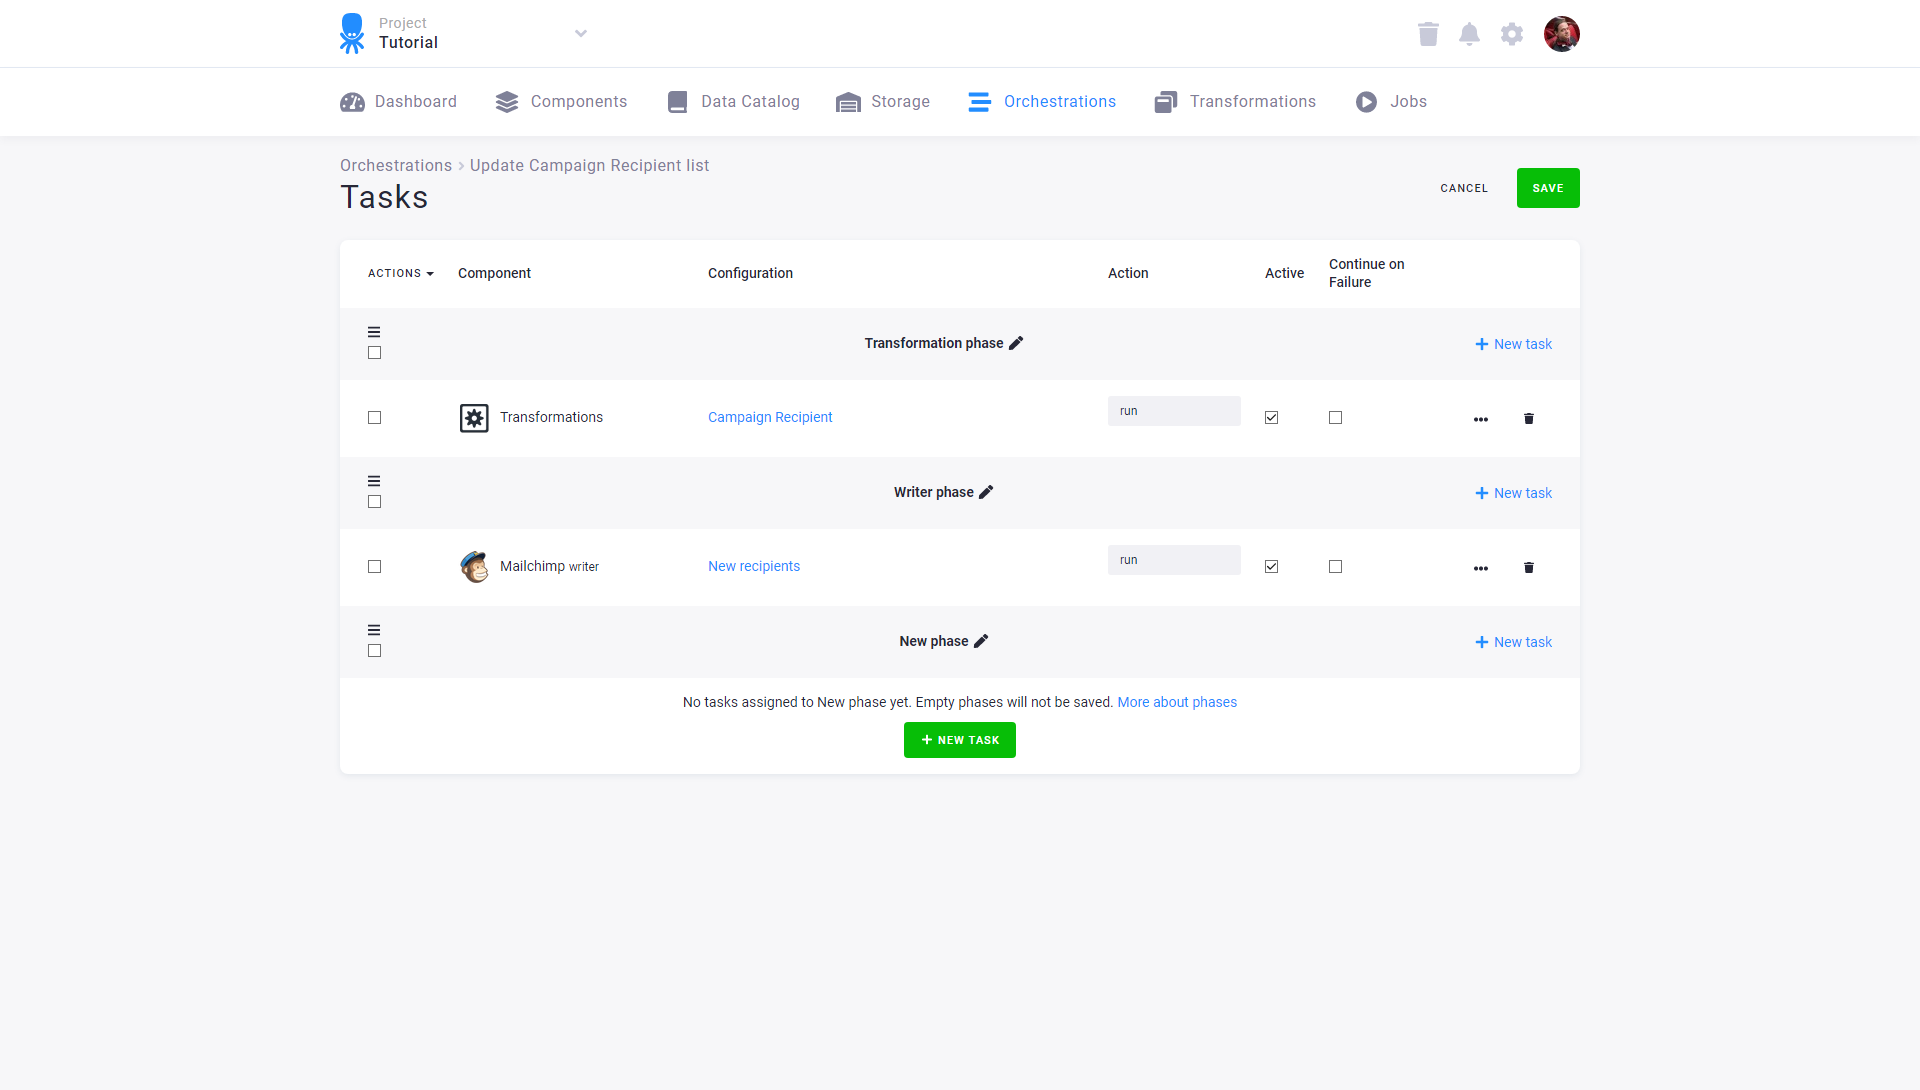 Project
Tutorial
Dashboard Components Data Catalog Storage Orchestrations Transformations Jobs
Orchestrations Update Campaign Recipient list
Tasks
CANCEL SAVE
ACTIONS Component Configuration Action Active Continue on Failure
Transformation phase New task
Transformations Campaign Recipient run
Writer phase New task
Mailchimp writer New recipients run
New phase New task
No tasks assigned to New phase yet. Empty phases will not be saved. More about phases
NEW TASK